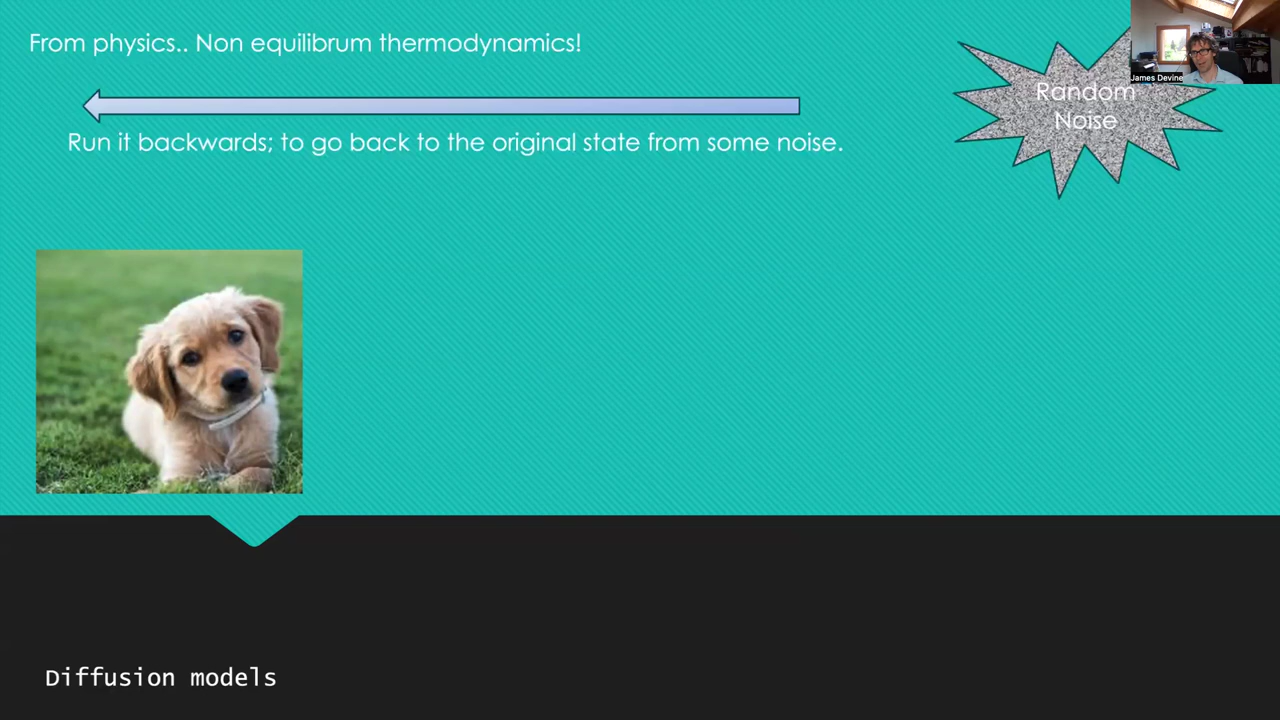 From physics.. Non equilibrum thermodynamics!
James Devine
Random
Noise
Run it backwards; to go back to the original state from some noise.
Diffusion models